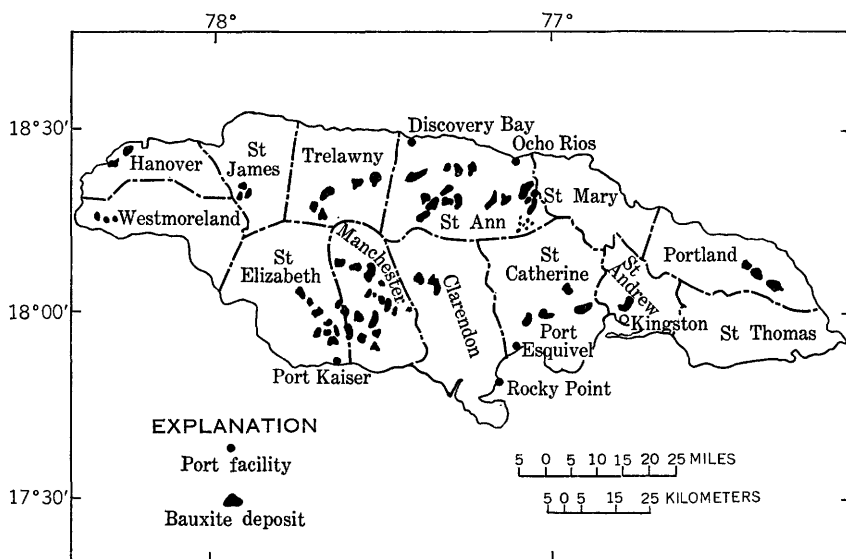 78°
77°
18°30'
18°00'
17°30'
Discovery Bay
Ocho Rios
Hanover
St
James
Trelawny
St Ann
St Mary
Westmoreland
St
Elizabeth
Manchester
Clarendon
St
Catherine
St
Andrew
Portland
Kingston
St Thomas
Port
Esquivel
Port Kaiser
Rocky Point
EXPLANATION
Port facility
Bauxite deposit
5 0 5 10 15 20 25 MILES
5 0 5 15 25 KILOMETERS